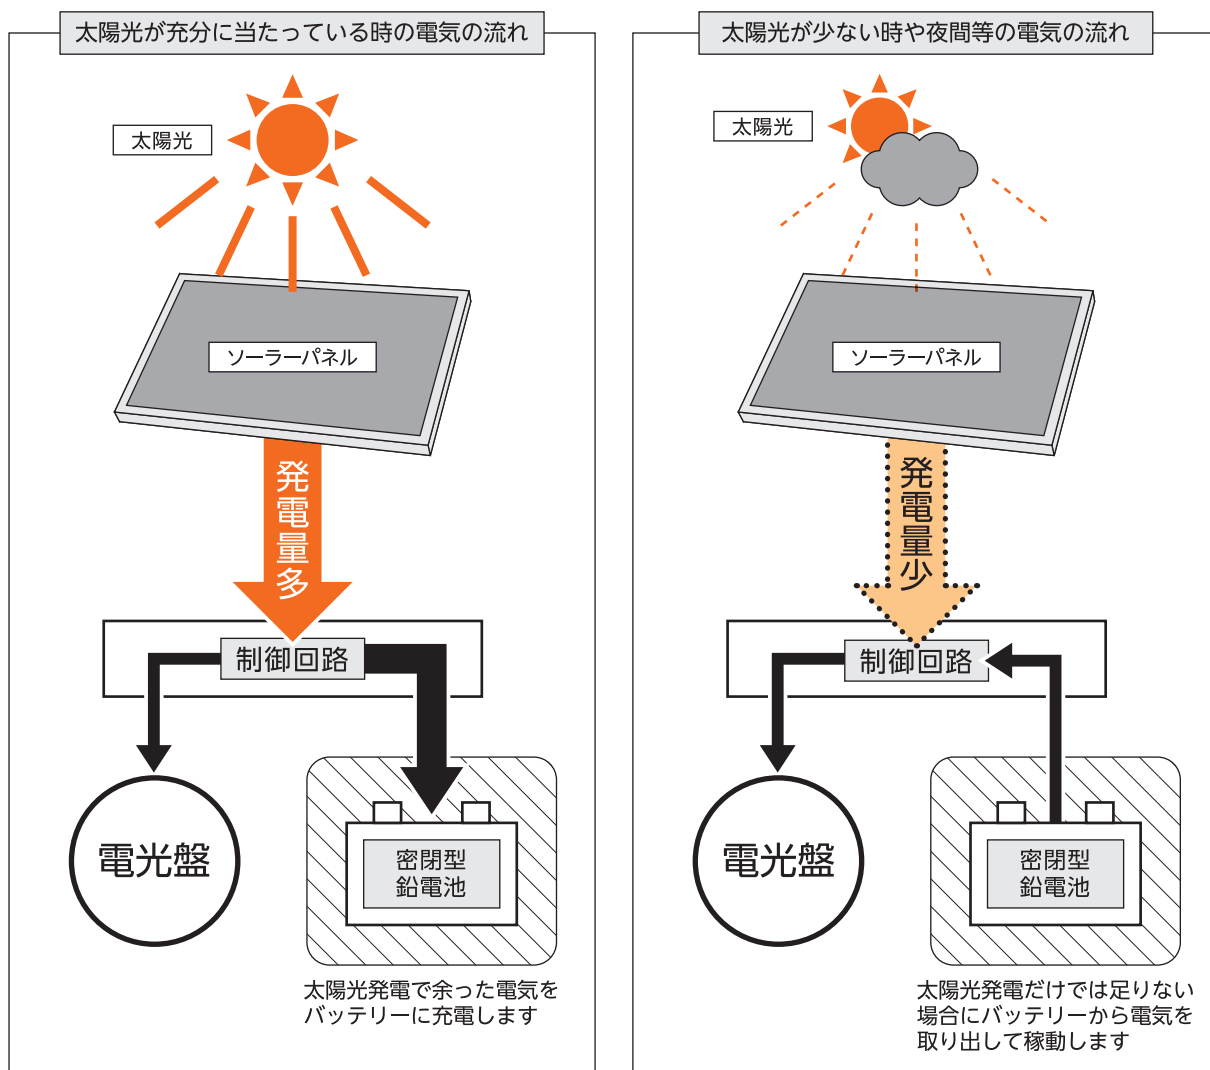 太陽光が充分に当たっている時の電気の流れ
太陽光
ソーラーパネル
発電量多
制御回路
電光盤
密閉型
鉛電池
太陽光発電で余った電気を
バッテリーに充電します
太陽光が少ない時や夜間等の電気の流れ
太陽光
ソーラーパネル
発電量少
制御回路
電光盤
密閉型
鉛電池
太陽光発電だけでは足りない
場合にバッテリーから電気を
取り出して稼動します